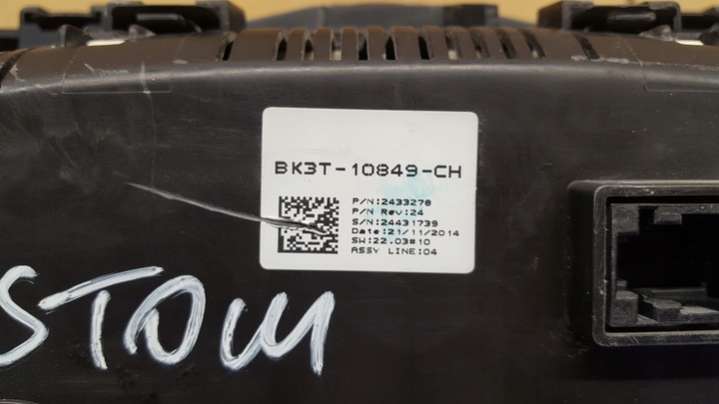 BK3T-10849-CH
P/N:2433278
P/N Rev:24
S/N:24431739
Date:21/11/2014
SW:22.03#10
ASSY LINE:04
STOM